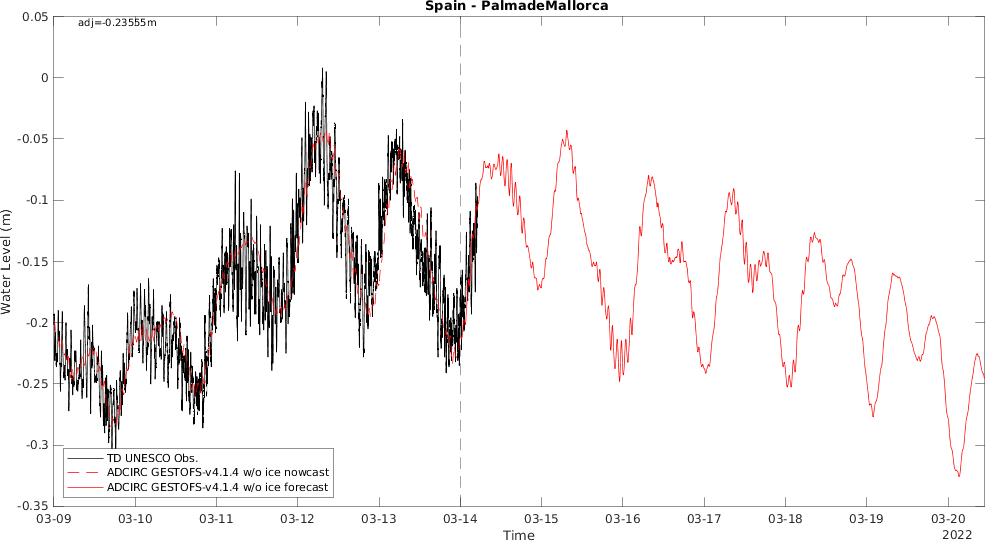 Spain - PalmadeMallorca
adj=-0.23555m
0.05
0
-0.05
-0.1
-0.15
-0.2
-0.25
-0.3
-0.35
Water Level (m)
TD UNESCO Obs.
ADCIRC GESTOFS-v4.1.4 w/o ice nowcast
ADCIRC GESTOFS-v4.1.4 w/o ice forecast
03-09 03-10 03-11 03-12 03-13 03-14 03-15 03-16 03-17 03-18 03-19 03-20
Time
2022